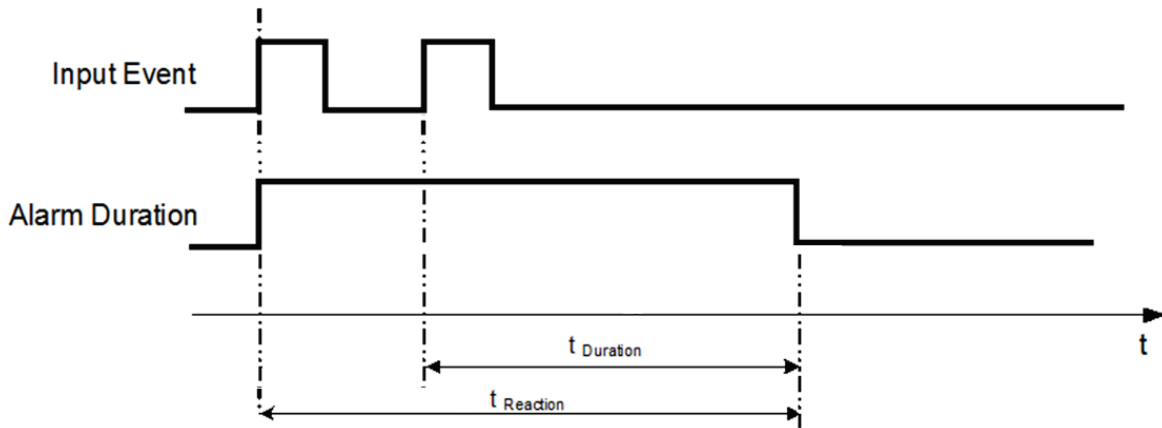 Input Event
Alarm Duration
t
t Duration
t Reaction